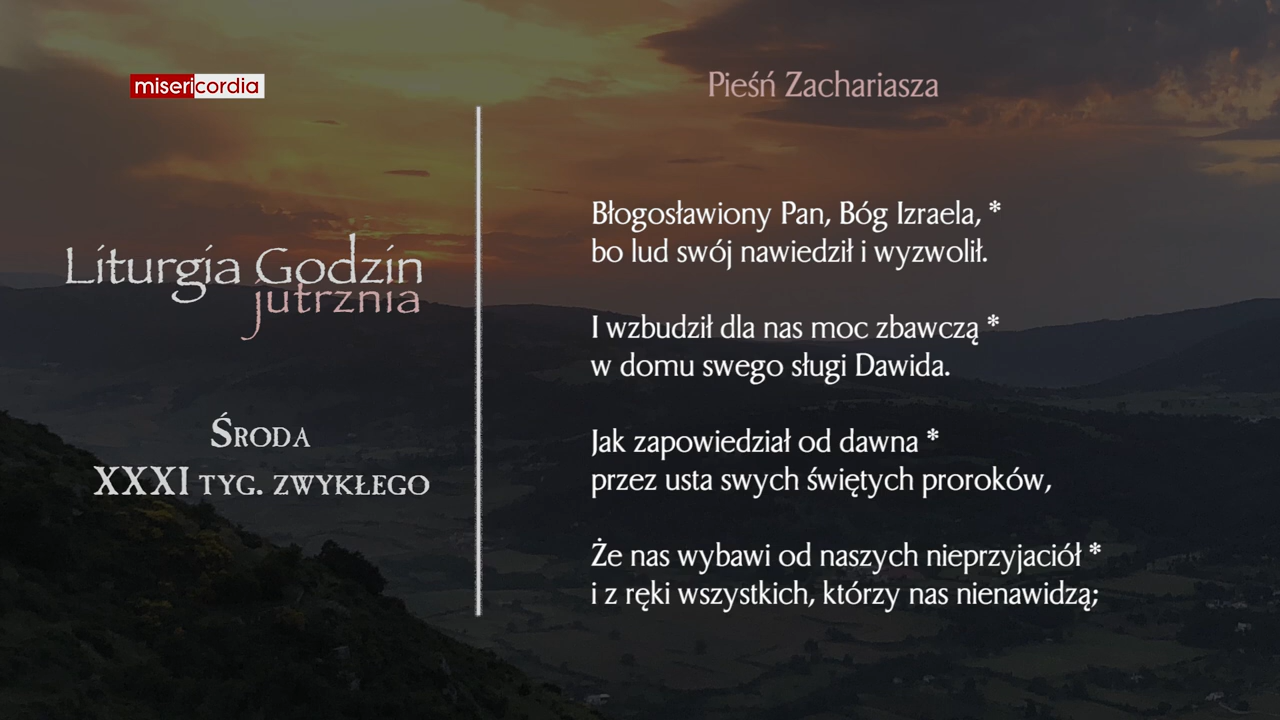 misericordia
Liturgia Godzin
jutrznia
Środa
XXXI tyg. zwykłego
Pieśń Zachariasza
Błogosławiony Pan, Bóg Izraela, *
bo lud swój nawiedził i wyzwolił.
I wzbudził dla nas moc zbawczą *
w domu swego sługi Dawida.
Jak zapowiedział od dawna *
przez usta swych świętych proroków,
Że nas wybawi od naszych nieprzyjaciół *
i z ręki wszystkich, którzy nas nienawidzą;